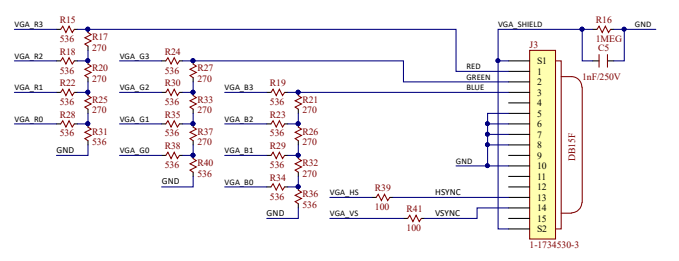 VGA_R3 R15 536 R17 270
VGA_R2 R18 536 R20 270
VGA_R1 R22 536 R25 270
VGA_R0 R28 536 R31 536
GND
VGA_G3 R24 536 R27 270
VGA_G2 R30 536 R33 270
VGA_G1 R35 536 R37 270
VGA_G0 R38 536 R40 536
GND
VGA_B3 R19 536 R21 270
VGA_B2 R23 536 R26 270
VGA_B1 R29 536 R32 270
VGA_B0 R34 536 R36 536
GND
VGA_HS R39 100 HSYNC
VGA_VS R41 100 VSYNC
RED
GREEN
BLUE
GND
VGA_SHIELD R16 GND
1MEG
C5
1nF/250V
J3
S1
1
2
3
4
5
6
7
8
9
10
11
12
13
14
15
S2
DB15F
1-1734530-3